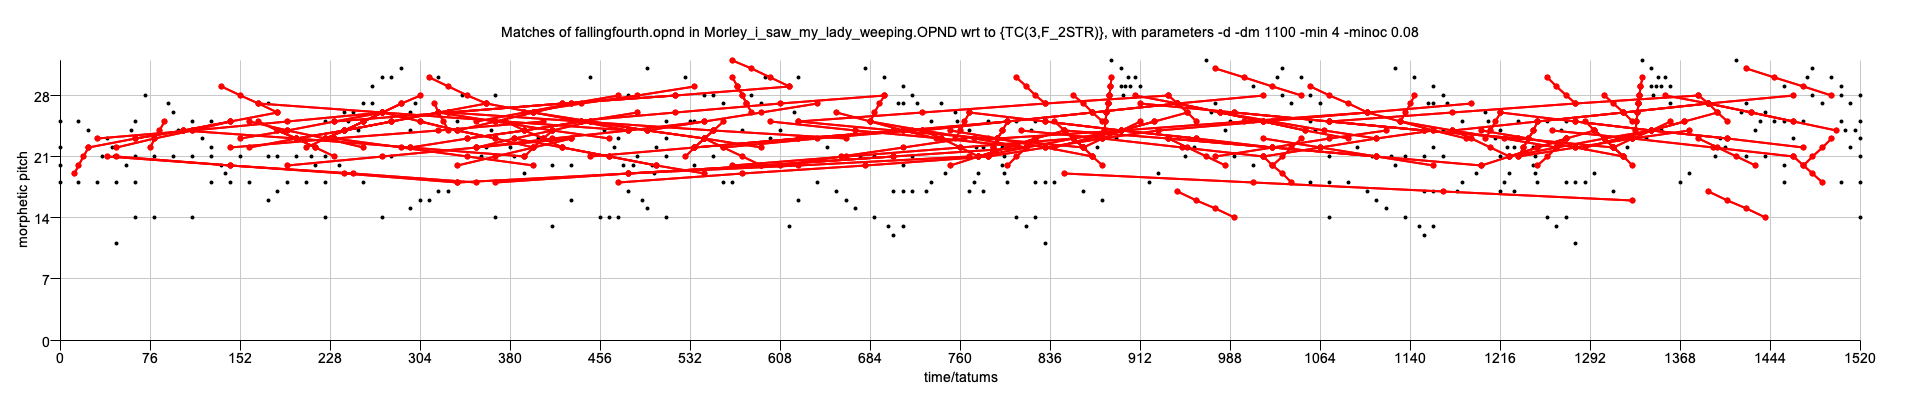 Matches of fallingfourth.opnd in Morley_i_saw_my_lady_weeping.OPND wrt to {TC(3,F_2STR)}, with parameters -d -dm 1100 -min 4 -minoc 0.08
28
21
14
7
0
morphetic pitch
0 76 152 228 304 380 456 532 608 684 760 836 912 988 1064 1140 1216 1292 1368 1444 1520
time/tatums